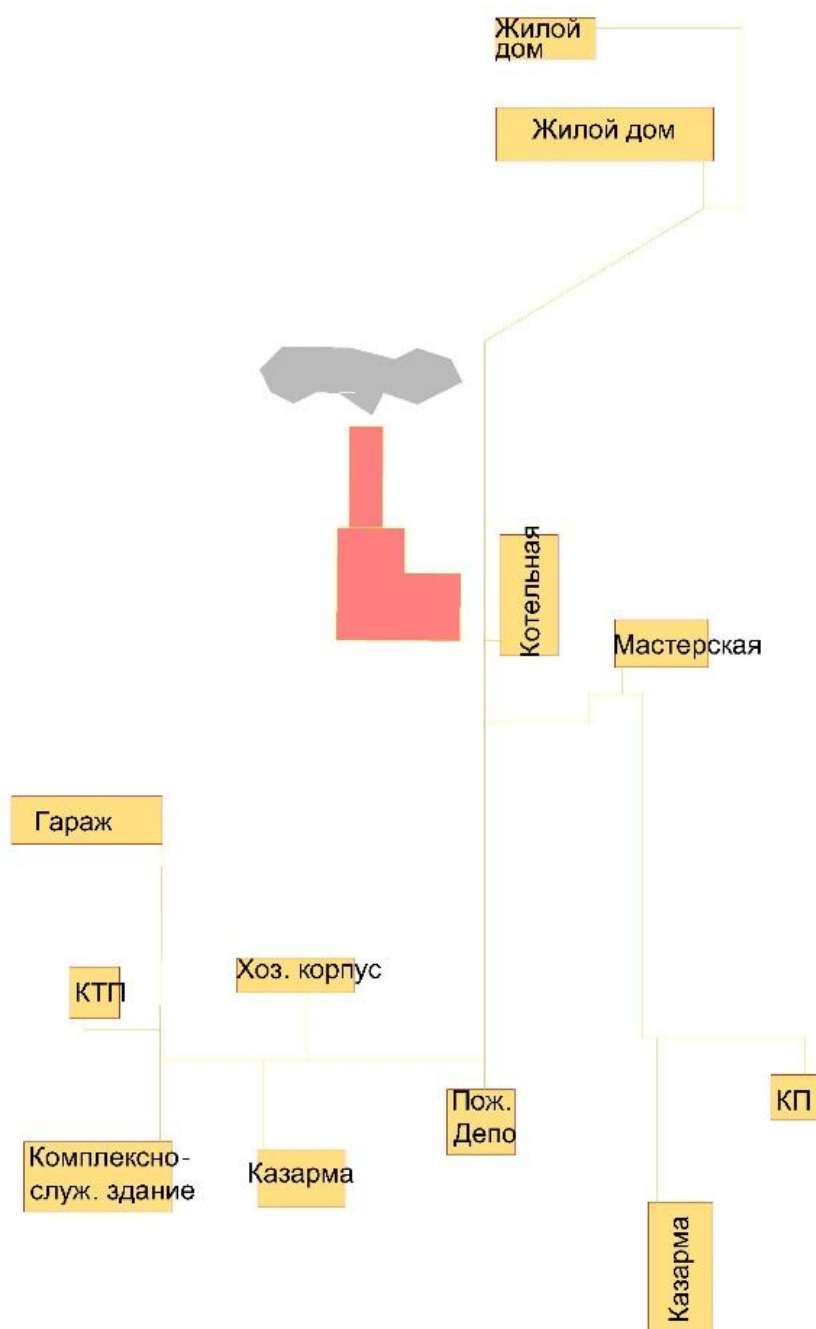 Жилой
дом
Жилой дом
Котельная
Мастерская
Гараж
Хоз. корпус
КТП
Пож.
Депо
КП
Комплексно-
служ. здание
Казарма
Казарма